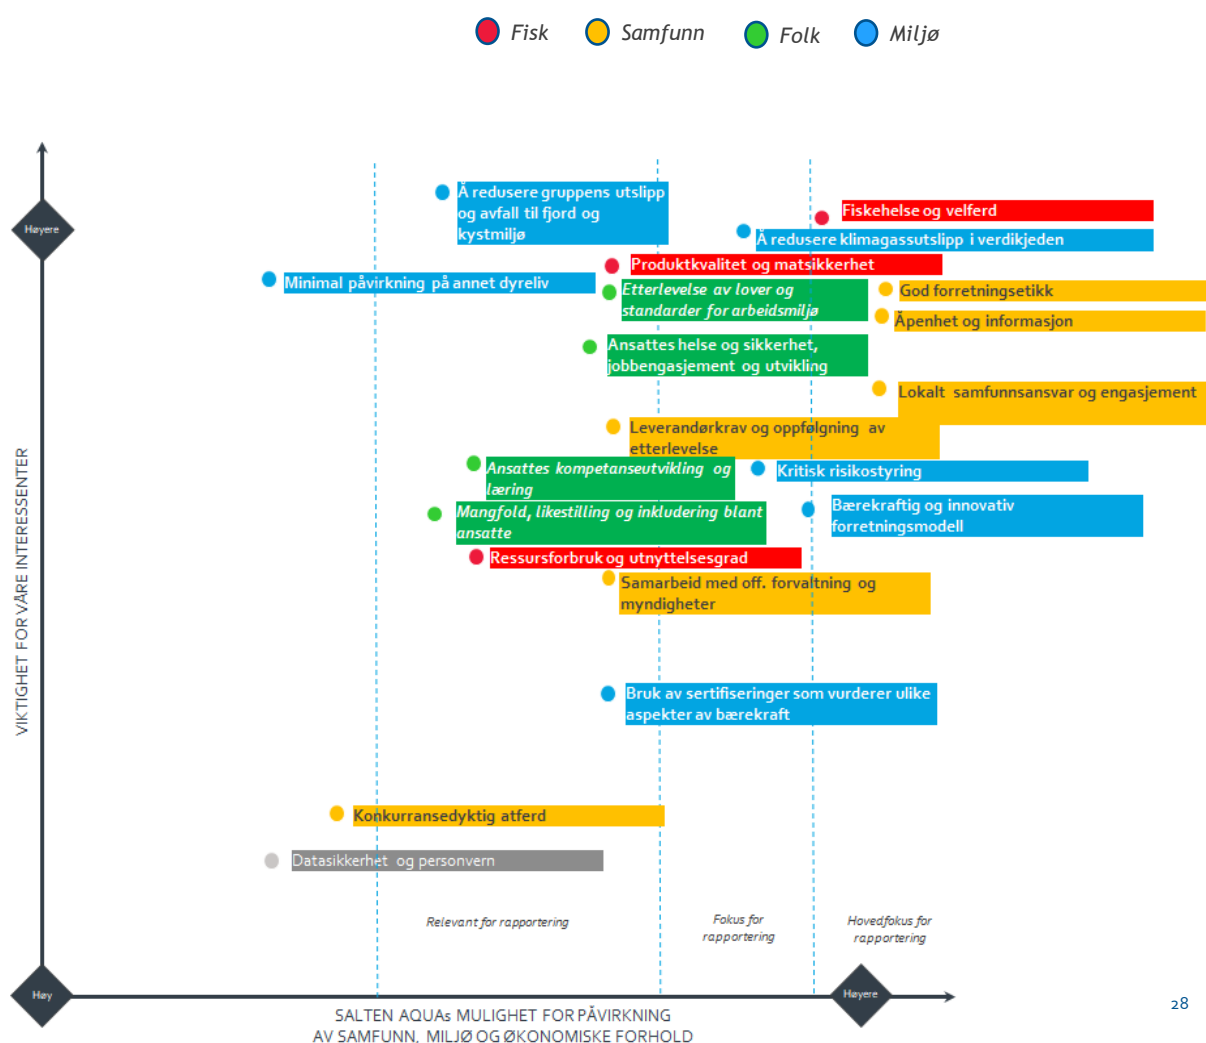 Fisk
Samfunn
Folk
Miljø
Å redusere gruppens utslipp
og avfall til fjord og
kystmiljø
Fiskehelse og velferd
Høyere
Å redusere klimagassutslipp i verdikjeden
Produktkvalitet og matsikkerhet
Minimal påvirkning på annet dyreliv
Etterlevelse av lover og
standarder for arbeidsmiljø
God forretningsetikk
Åpenhet og informasjon
Ansattes helse og sikkerhet,
jobbengasjement og utvikling
Lokalt samfunnsansvar og engasjement
Leverandørkrav og oppfølgning av
etterlevelse
Ansattes kompetanseutvikling og
læring
Kritisk risikostyring
Mangfold, likestilling og inkludering blant
ansatte
Bærekraftig og innovativ
forretningsmodell
Ressursforbruk og utnyttelsesgrad
Samarbeid med off. forvaltning og
myndigheter
VIKTIGHET FOR VÅRE INTERESSENTER
Bruk av sertifiseringer som vurderer ulike
aspekter av bærekraft
Konkurransedyktig atferd
Datasikkerhet og personvern
Relevant for rapportering
Fokus for
rapportering
Hovedfokus for
rapportering
Høy
Høyere
SALTEN AQUAs MULIGHET FOR PÅVIRKNING
AV SAMFUNN, MILJØ OG ØKONOMISKE FORHOLD
28